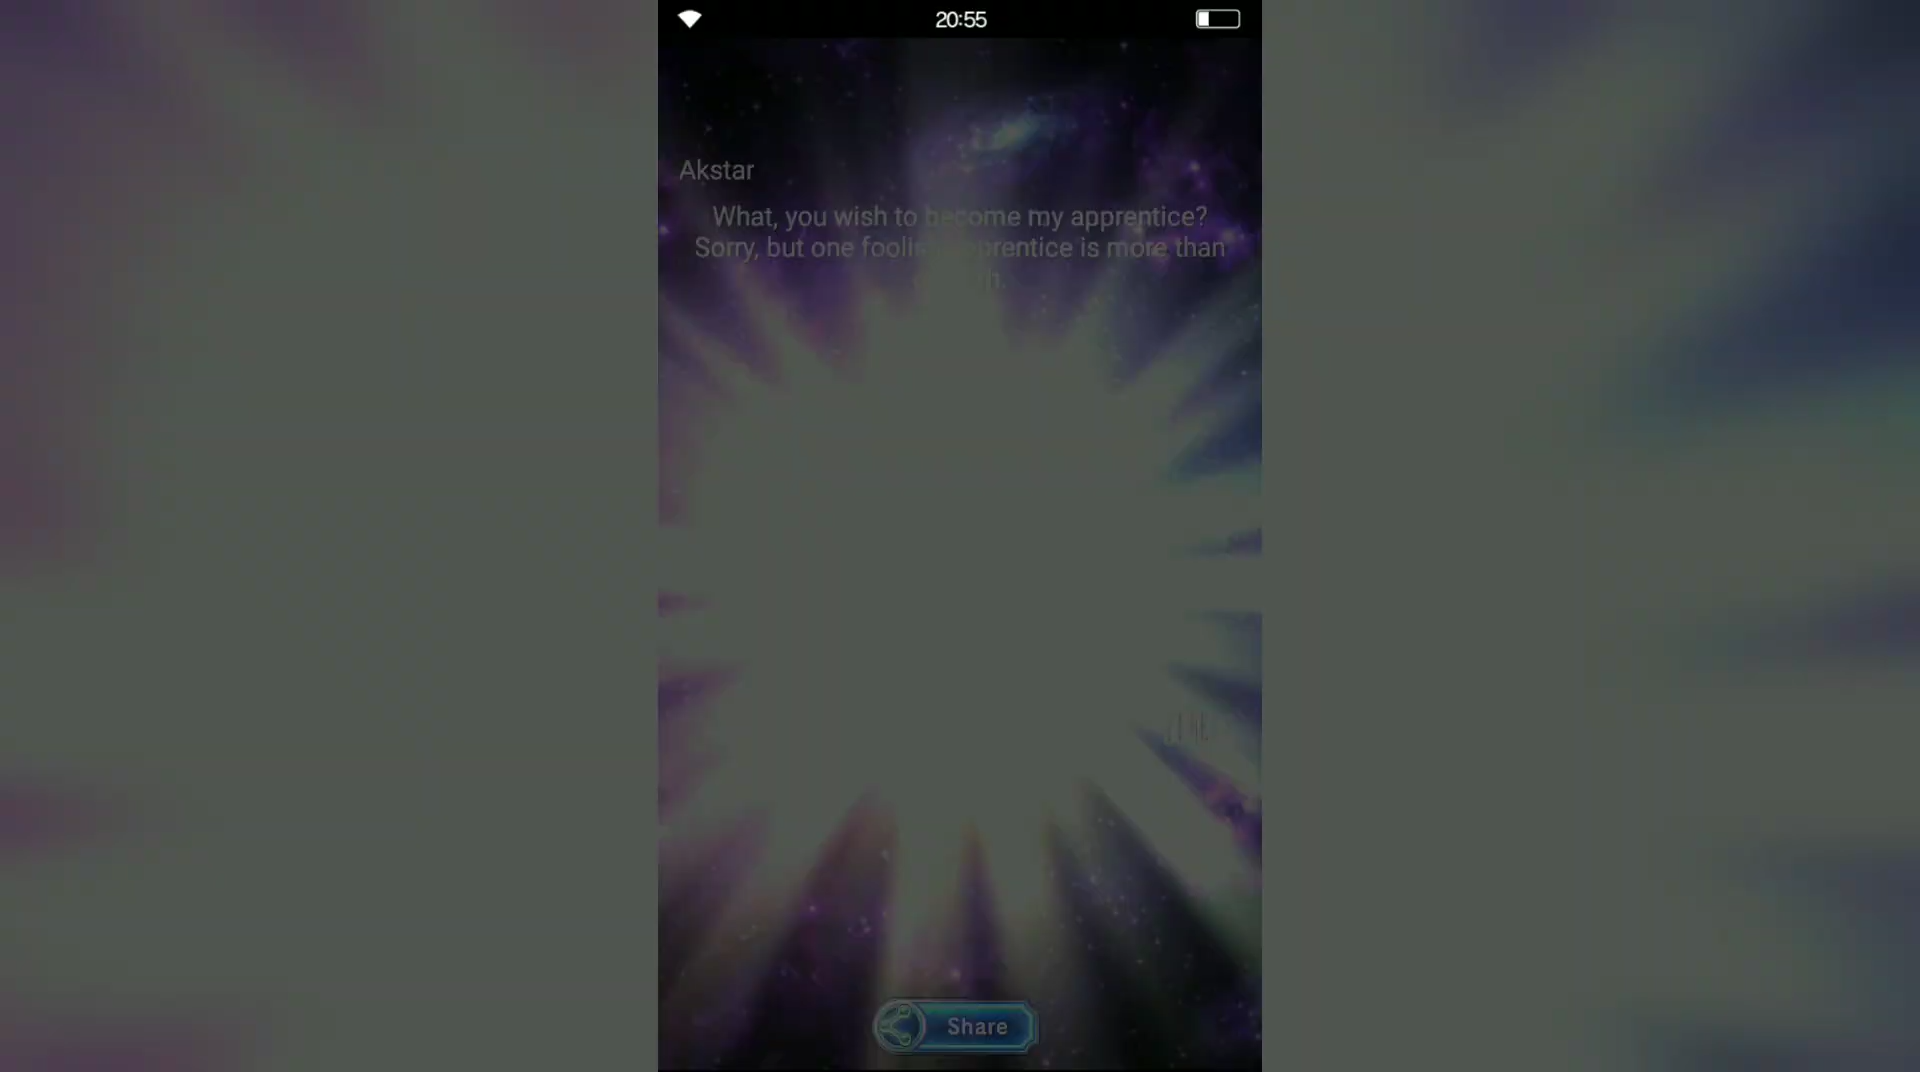 20:55
Akstar
What, you wish to become my apprentice?
Sorry, but one foolish apprentice is more than
Share